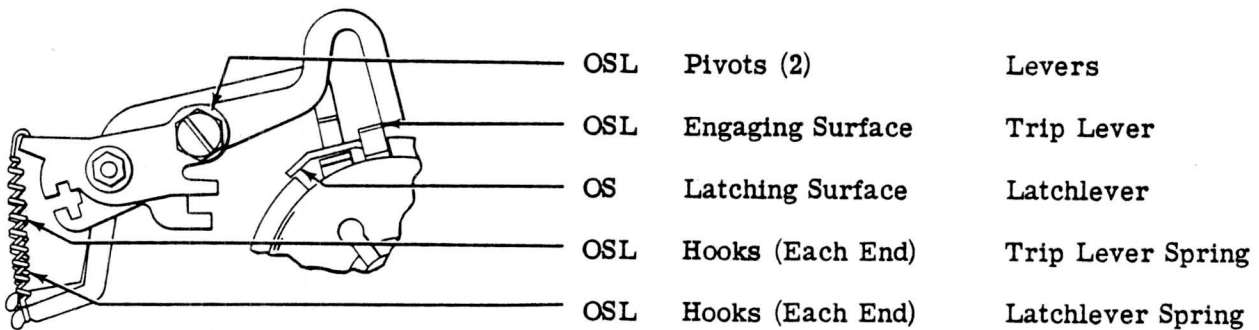 OSL Pivots (2) Levers
OSL Engaging Surface Trip Lever
OS Latching Surface Latchlever
OSL Hooks (Each End) Trip Lever Spring
OSL Hooks (Each End) Latchlever Spring